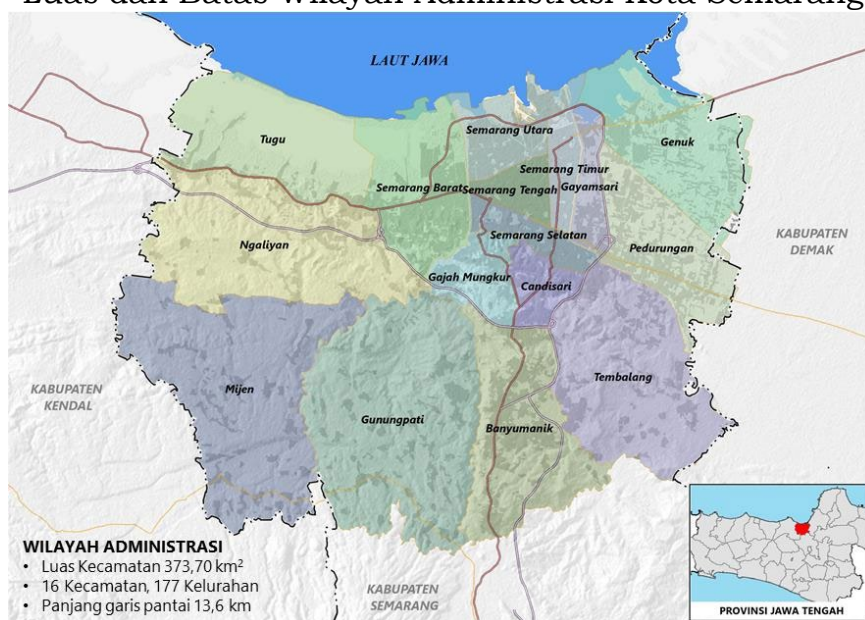 Luas dan Batas Wilayah Administrasi Kota Semarang
LAUT JAWA
Tugu
Semarang Utara
Genuk
Semarang Timur
Semarang Barat
Semarang Tengah
Gayamsari
Ngaliyan
Semarang Selatan
Pedurungan
KABUPATEN
DEMAK
Gajah Mungkur
Candisari
Mijen
Tembalang
KABUPATEN
KENDAL
Gunungpati
Banyumanik
WILAYAH ADMINISTRASI
• Luas Kecamatan 373,70 km²
• 16 Kecamatan, 177 Kelurahan
• Panjang garis pantai 13,6 km
KABUPATEN
SEMARANG
PROVINSI JAWA TENGAH